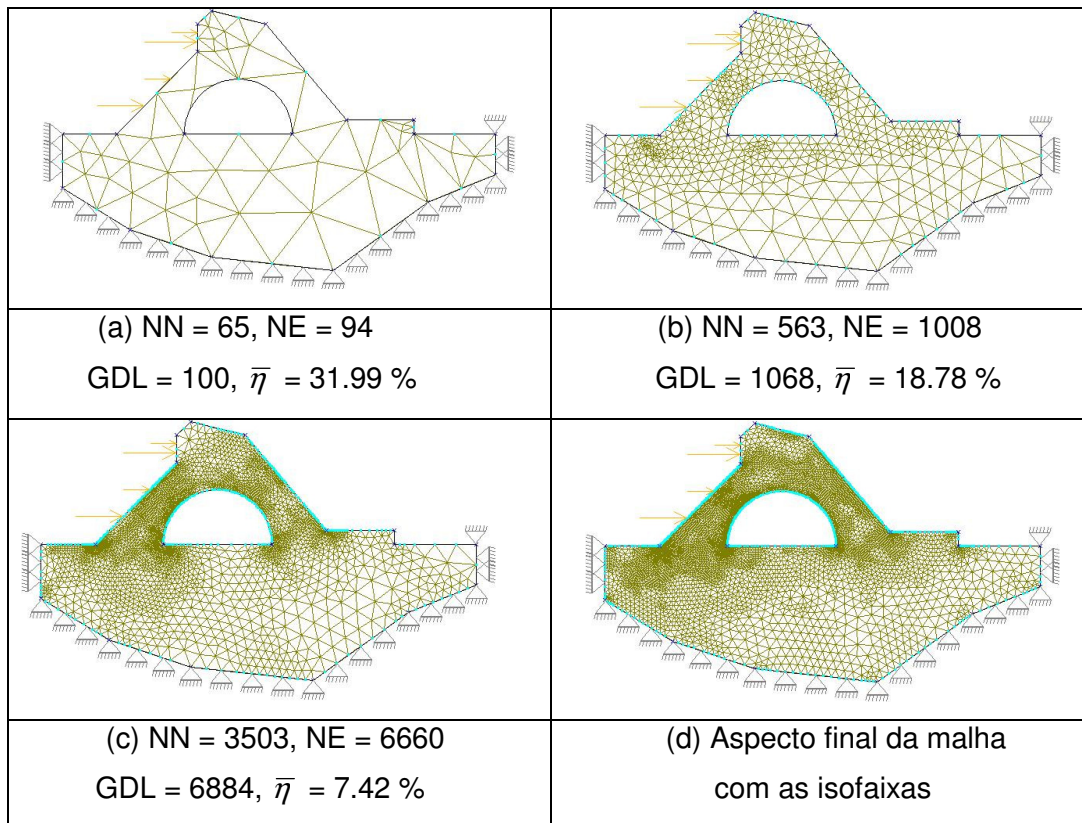 (a) NN = 65, NE = 94
GDL = 100, η̅ = 31.99 %
(b) NN = 563, NE = 1008
GDL = 1068, η̅ = 18.78 %
(c) NN = 3503, NE = 6660
GDL = 6884, η̅ = 7.42 %
(d) Aspecto final da malha
com as isofaixas